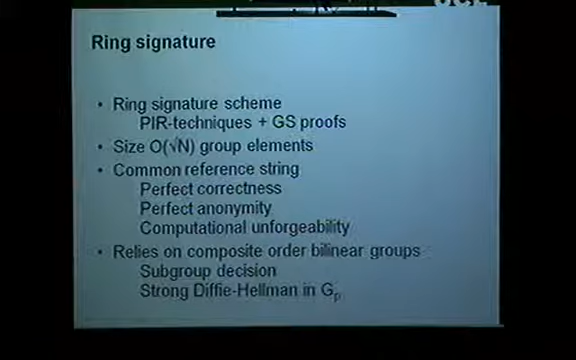 Ring signature
• Ring signature scheme
PIR-techniques + GS proofs
• Size O(√N) group elements
• Common reference string
Perfect correctness
Perfect anonymity
Computational unforgeability
• Relies on composite order bilinear groups
Subgroup decision
Strong Diffie-Hellman in Gp